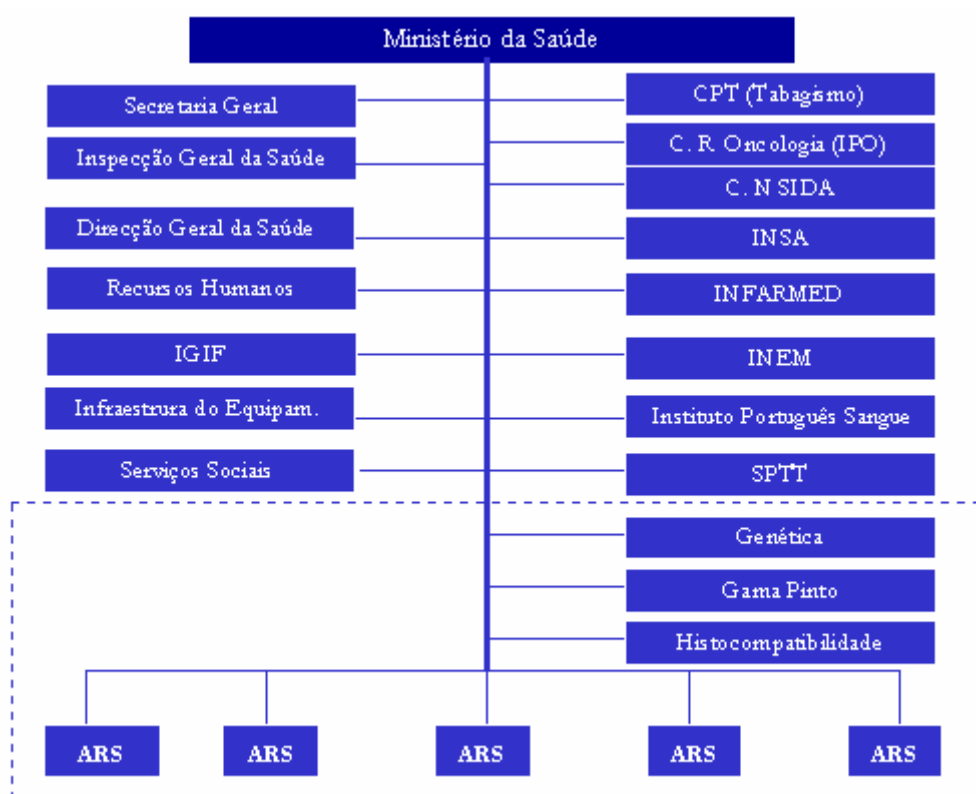 Ministério da Saúde
Secretaria Geral
Inspecção Geral da Saúde
Direcção Geral da Saúde
Recursos Humanos
IGIF
Infraestrura do Equipam.
Serviços Sociais
CPT (Tabagismo)
C. R. Oncologia (IPO)
C. N SIDA
INSA
INFARMED
INEM
Instituto Português Sangue
SPTT
Genética
Gama Pinto
Histocompatibilidade
ARS
ARS
ARS
ARS
ARS